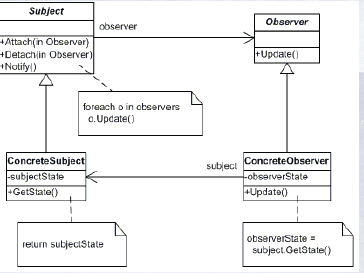 Subject
observer
Observer
+Attach(in Observer)
+Detach(in Observer)
+Notify()
+Update()
foreach o in observers
o.Update()
ConcreteSubject
-subjectState
+GetState()
subject
ConcreteObserver
-observerState
+Update()
return subjectState
observerState =
subject.GetState()